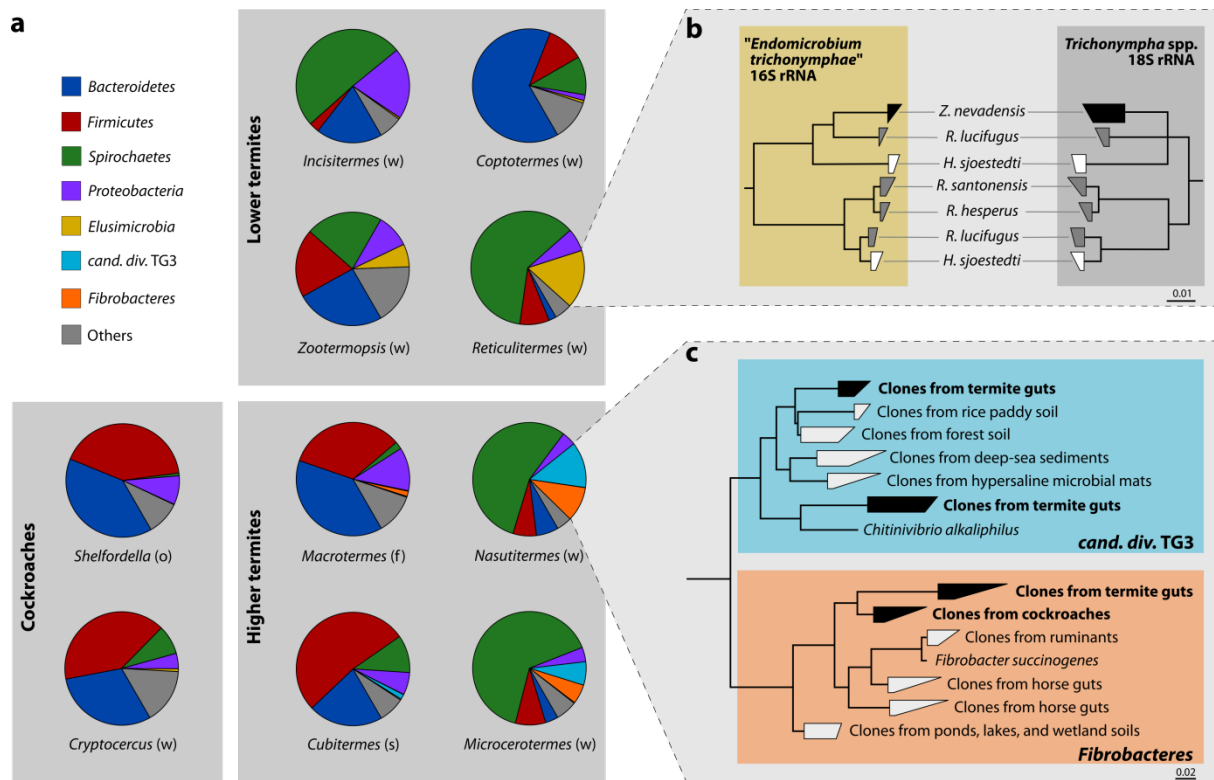 a
Bacteroidetes
Firmicutes
Spirochaetes
Proteobacteria
Elusimicrobia
cand. div. TG3
Fibrobacteres
Others
Lower termites
Incisitermes (w)
Coptotermes (w)
Zootermopsis (w)
Reticulitermes (w)
Cockroaches
Shelfordella (o)
Cryptocercus (w)
Higher termites
Macrotermes (f)
Nasutitermes (w)
Cubitermes (s)
Microcerotermes (w)
b
"Endomicrobium
trichonymphae"
16S rRNA
Trichonympha spp.
18S rRNA
Z. nevadensis
R. lucifugus
H. sjoestedti
R. santonensis
R. hesperus
R. lucifugus
H. sjoestedti
0.01
c
Clones from termite guts
Clones from rice paddy soil
Clones from forest soil
Clones from deep-sea sediments
Clones from hypersaline microbial mats
Clones from termite guts
Chitinivibrio alkaliphilus
cand. div. TG3
Clones from termite guts
Clones from cockroaches
Clones from ruminants
Fibrobacter succinogenes
Clones from horse guts
Clones from horse guts
Clones from ponds, lakes, and wetland soils
Fibrobacteres
0.02